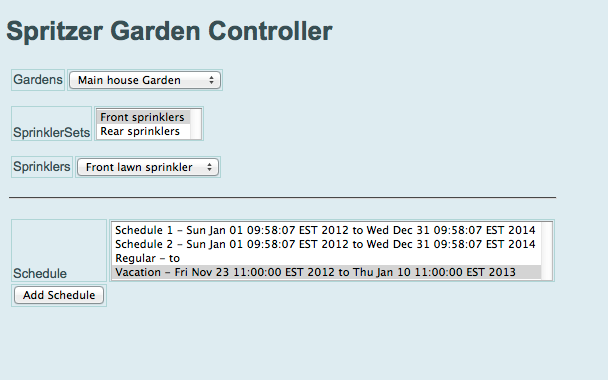 Spritzer Garden Controller
Gardens Main house Garden
Front sprinklers
Rear sprinklers
SprinklerSets
Sprinklers Front lawn sprinkler
Schedule 1 – Sun Jan 01 09:58:07 EST 2012 to Wed Dec 31 09:58:07 EST 2014
Schedule 2 – Sun Jan 01 09:58:07 EST 2012 to Wed Dec 31 09:58:07 EST 2014
Regular – to
Vacation – Fri Nov 23 11:00:00 EST 2012 to Thu Jan 10 11:00:00 EST 2013
Schedule
Add Schedule